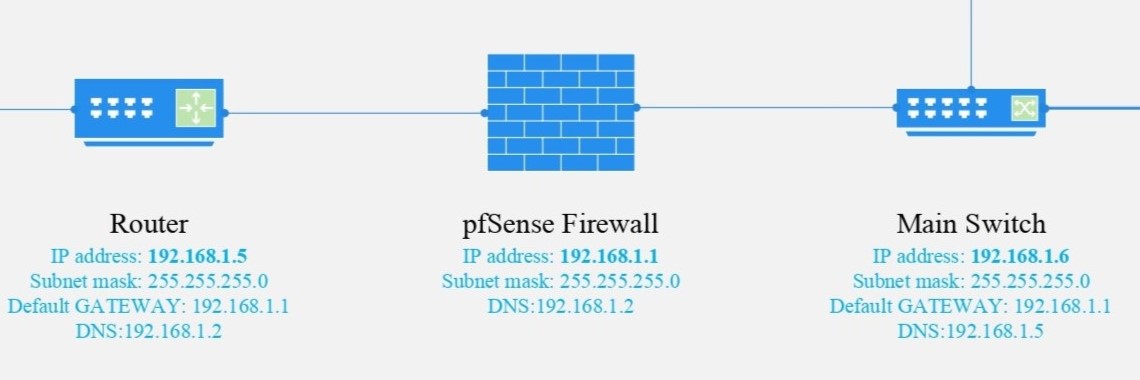 Router
IP address: 192.168.1.5
Subnet mask: 255.255.255.0
Default GATEWAY: 192.168.1.1
DNS:192.168.1.2
pfSense Firewall
IP address: 192.168.1.1
Subnet mask: 255.255.255.0
DNS:192.168.1.2
Main Switch
IP address: 192.168.1.6
Subnet mask: 255.255.255.0
Default GATEWAY: 192.168.1.1
DNS:192.168.1.5